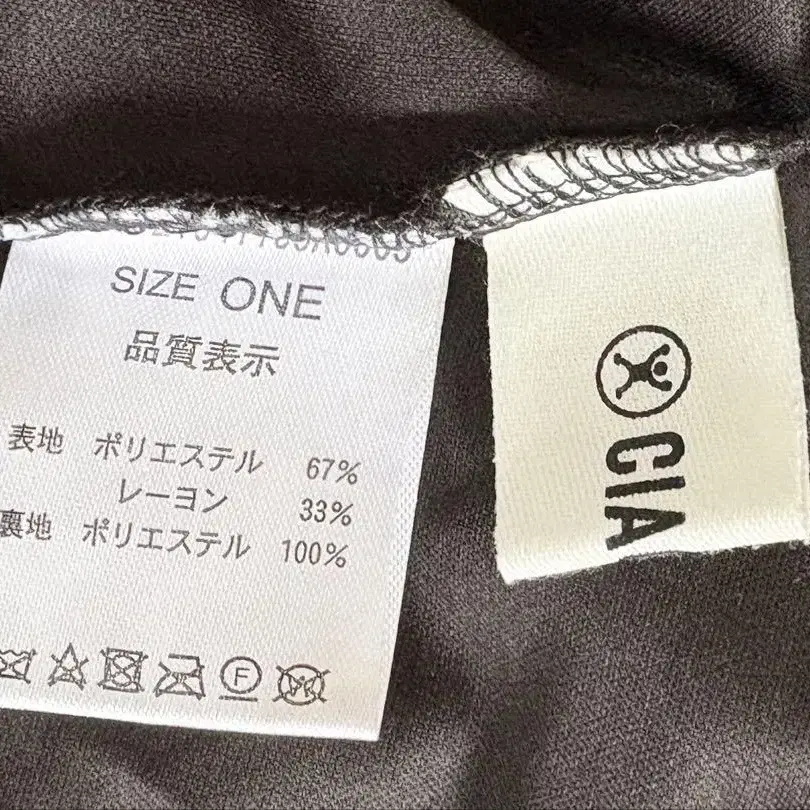 SIZE ONE
品質表示
表地 ポリエステル 67%
レーヨン 33%
裏地 ポリエステル 100%
F
CIA